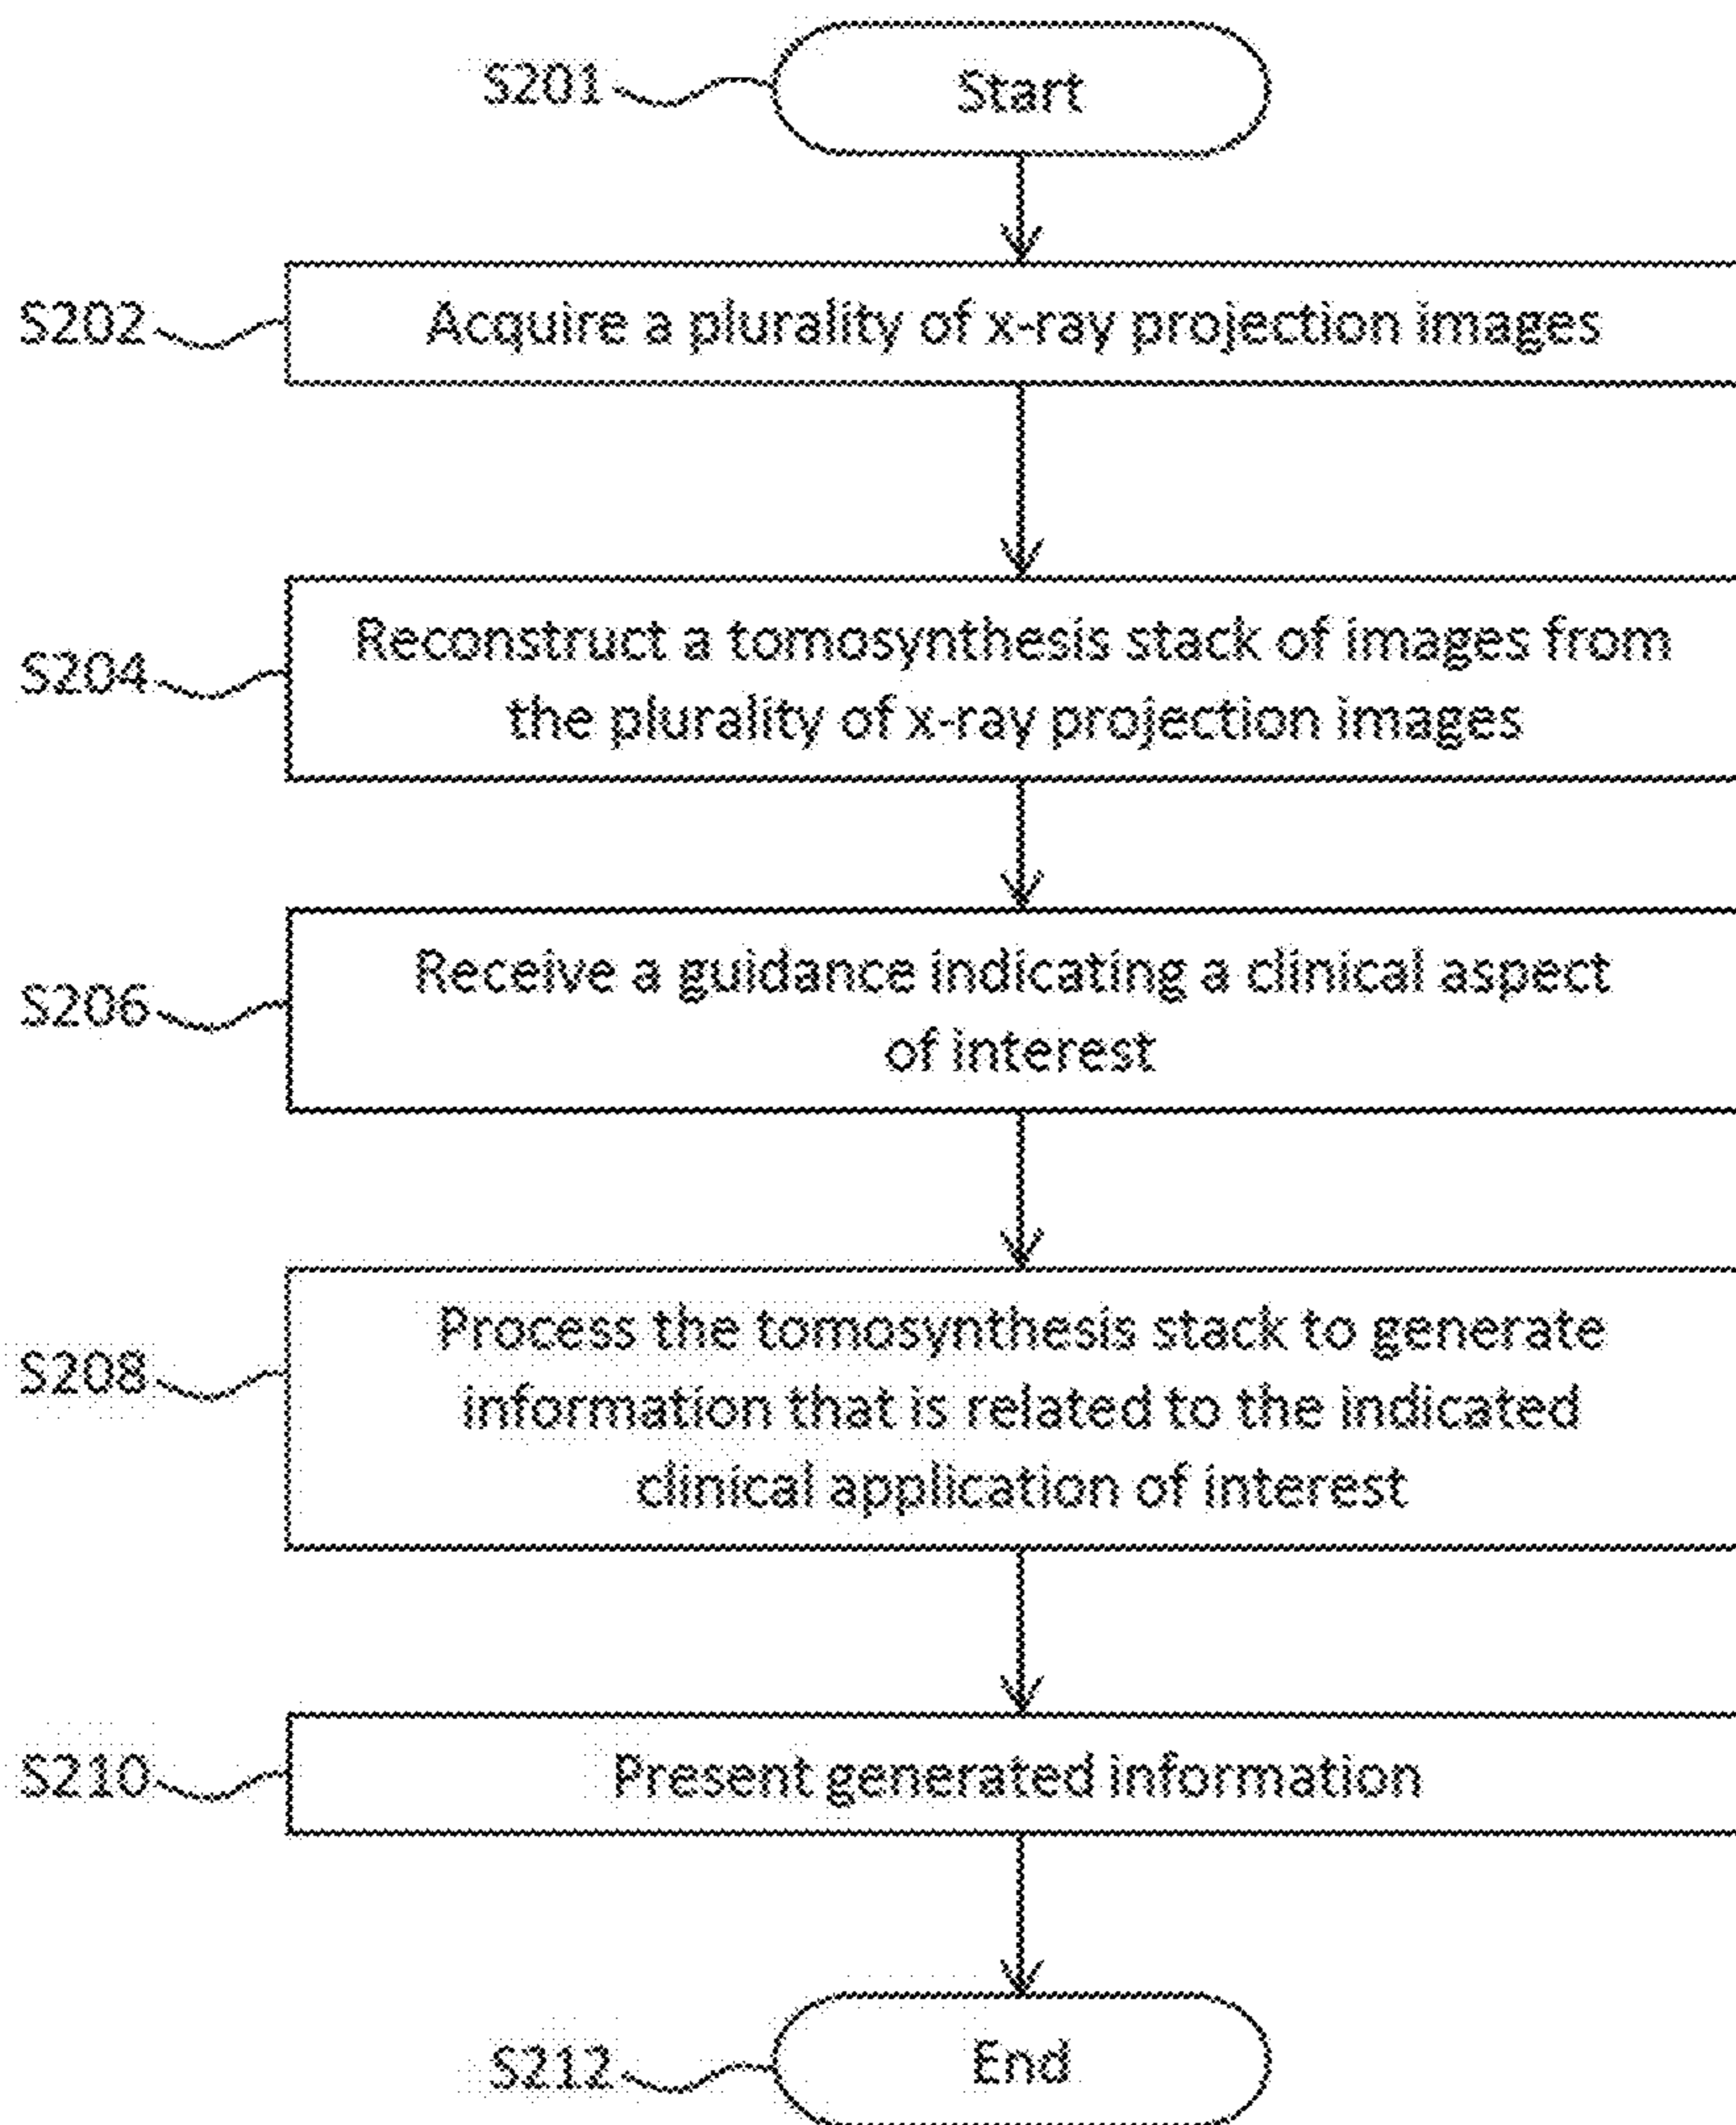 S201
Start
S202
Acquire a plurality of x-ray projection images
S204
Reconstruct a tomosynthesis stack of images from
the plurality of x-ray projection images
S206
Receive a guidance indicating a clinical aspect
of interest
S208
Process the tomosynthesis stack to generate
information that is related to the indicated
clinical application of interest
S210
Present generated information
S212
End